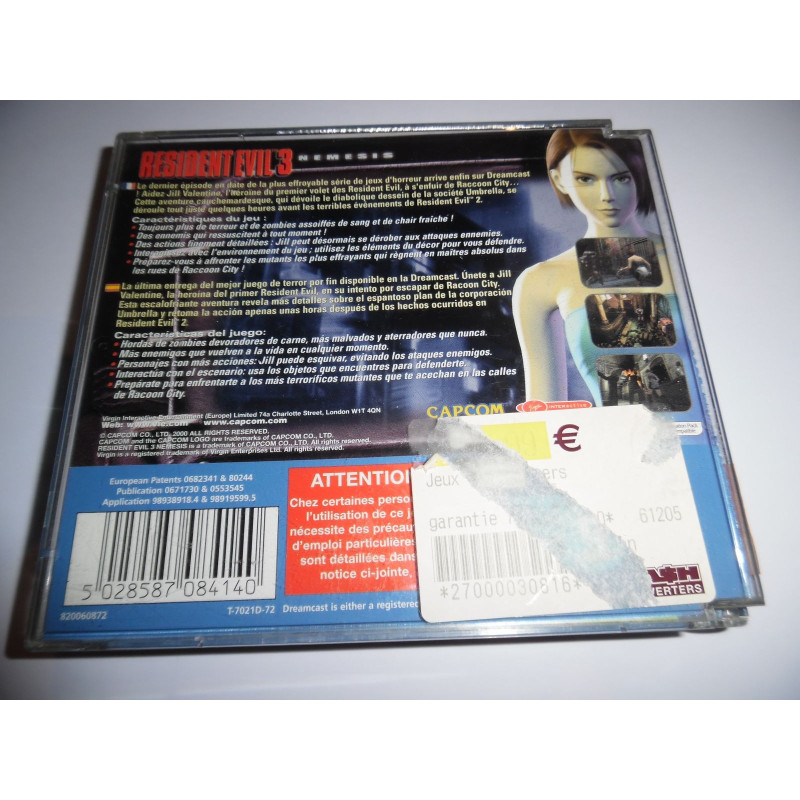 RESIDENT EVIL 3 NEMESIS
Le dernier épisode en date de la plus effroyable série de jeux d'horreur arrive enfin sur Dreamcast
! Aidez Jill Valentine, l'héroïne du premier volet des Resident Evil, à s'enfuir de Raccoon City...
Cette aventure cauchemardesque, qui dévoile le diabolique dessein de la société Umbrella, se
déroule tout juste quelques heures avant les terribles événements de Resident Evil 2.
Caractéristiques du jeu :
• Toujours plus de terreur et de zombies assoiffés de sang et de chair fraîche !
• Des ennemis qui ressuscitent à tout moment !
• Des actions finement détaillées : Jill peut désormais se dérober aux attaques ennemies.
• Interagissez avec l'environnement du jeu ; utilisez les éléments du décor pour vous défendre.
• Préparez-vous à affronter les mutants les plus effrayants qui règnent en maîtres absolus dans
les rues de Raccoon City !
La última entrega del mejor juego de terror por fin disponible en la Dreamcast. Únete a Jill
Valentine, la heroína del primer Resident Evil, en su intento por escapar de Racoon City.
Esta escalofriante aventura revela más detalles sobre el espantoso plan de la corporación
Umbrella y retoma la acción apenas unas horas después de los hechos ocurridos en
Resident Evil 2.
Características del juego:
• Hordas de zombies devoradores de carne, más malvados y aterradores que nunca.
• Más enemigos que vuelven a la vida en cualquier momento.
• Personajes con más acciones: Jill puede esquivar, evitando los ataques enemigos.
• Interactúa con el escenario: usa los objetos que encuentres para defenderte.
• Prepárate para enfrentarte a los más terroríficos mutantes que te acechan en las calles
de Racoon City.
Virgin Interactive Entertainment (Europe) Limited 74a Charlotte Street, London W1T 4QN
Web: www.vie.com www.capcom.com
© CAPCOM CO., LTD. 2000 ALL RIGHTS RESERVED.
CAPCOM and the CAPCOM LOGO are trademarks of CAPCOM CO., LTD.
RESIDENT EVIL 3 NEMESIS is a trademark of CAPCOM CO., LTD.
Virgin is a registered trademark of Virgin Enterprises Ltd. All rights reserved.
CAPCOM
Virgin INTERACTIVE
European Patents 0682341 & 80244
Publication 0671730 & 0553545
Application 98938918.4 & 98919599.5
5 028587 084140
820060872
ATTENTION
Chez certaines
l'utilisation de ce
nécessite des
d'emploi particulières
sont détaillées dans
notice ci-jointe,
T-7021D-72 Dreamcast is either a registered
€
Jeux
garantie
61205
*27000030816*